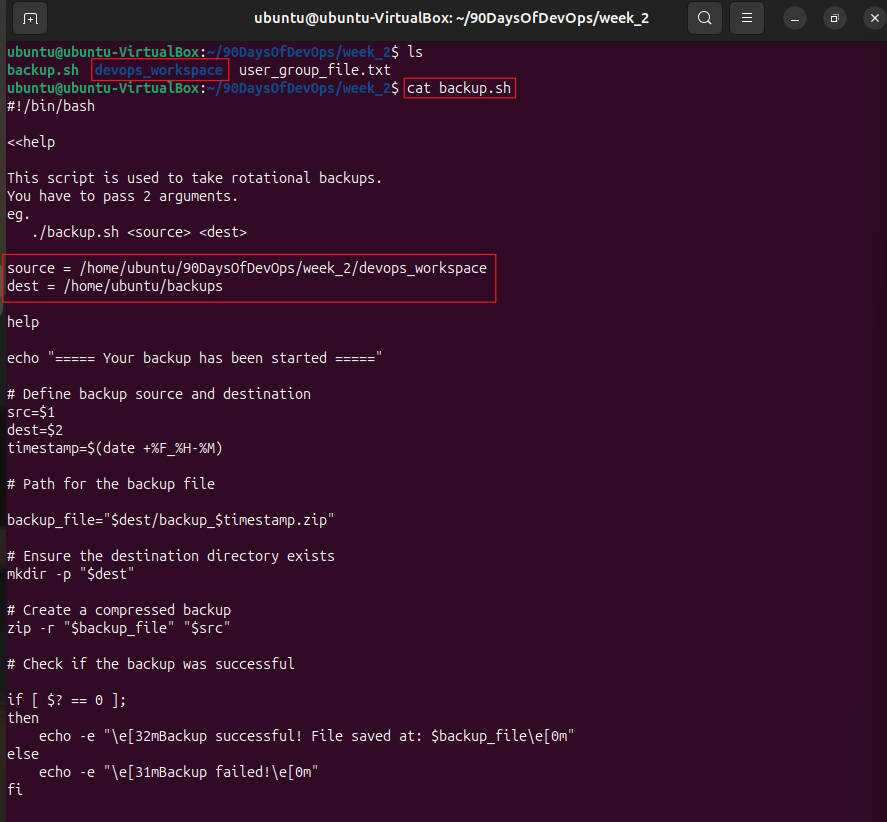 ubuntu@ubuntu-VirtualBox: ~/90DaysOfDevOps/week_2
ubuntu@ubuntu-VirtualBox:~/90DaysOfDevOps/week_2$ ls
backup.sh  devops_workspace  user_group_file.txt
ubuntu@ubuntu-VirtualBox:~/90DaysOfDevOps/week_2$ cat backup.sh
#!/bin/bash

<<help

This script is used to take rotational backups.
You have to pass 2 arguments.
eg.
   ./backup.sh <source> <dest>

source = /home/ubuntu/90DaysOfDevOps/week_2/devops_workspace
dest = /home/ubuntu/backups

help

echo "===== Your backup has been started ====="

# Define backup source and destination
src=$1
dest=$2
timestamp=$(date +%F_%H-%M)

# Path for the backup file

backup_file="$dest/backup_$timestamp.zip"

# Ensure the destination directory exists
mkdir -p "$dest"

# Create a compressed backup
zip -r "$backup_file" "$src"

# Check if the backup was successful

if [ $? == 0 ];
then
    echo -e "\e[32mBackup successful! File saved at: $backup_file\e[0m"
else
    echo -e "\e[31mBackup failed!\e[0m"
fi